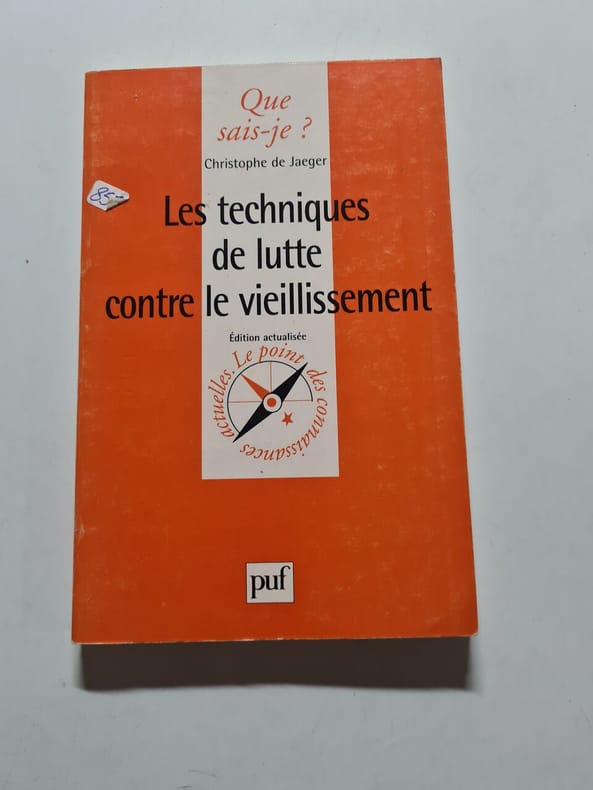 Que
sais-je ?
Christophe de Jaeger
85-
Les techniques
de lutte
contre le vieillissement
Édition actualisée
Le point des connaissances actuelles.
puf